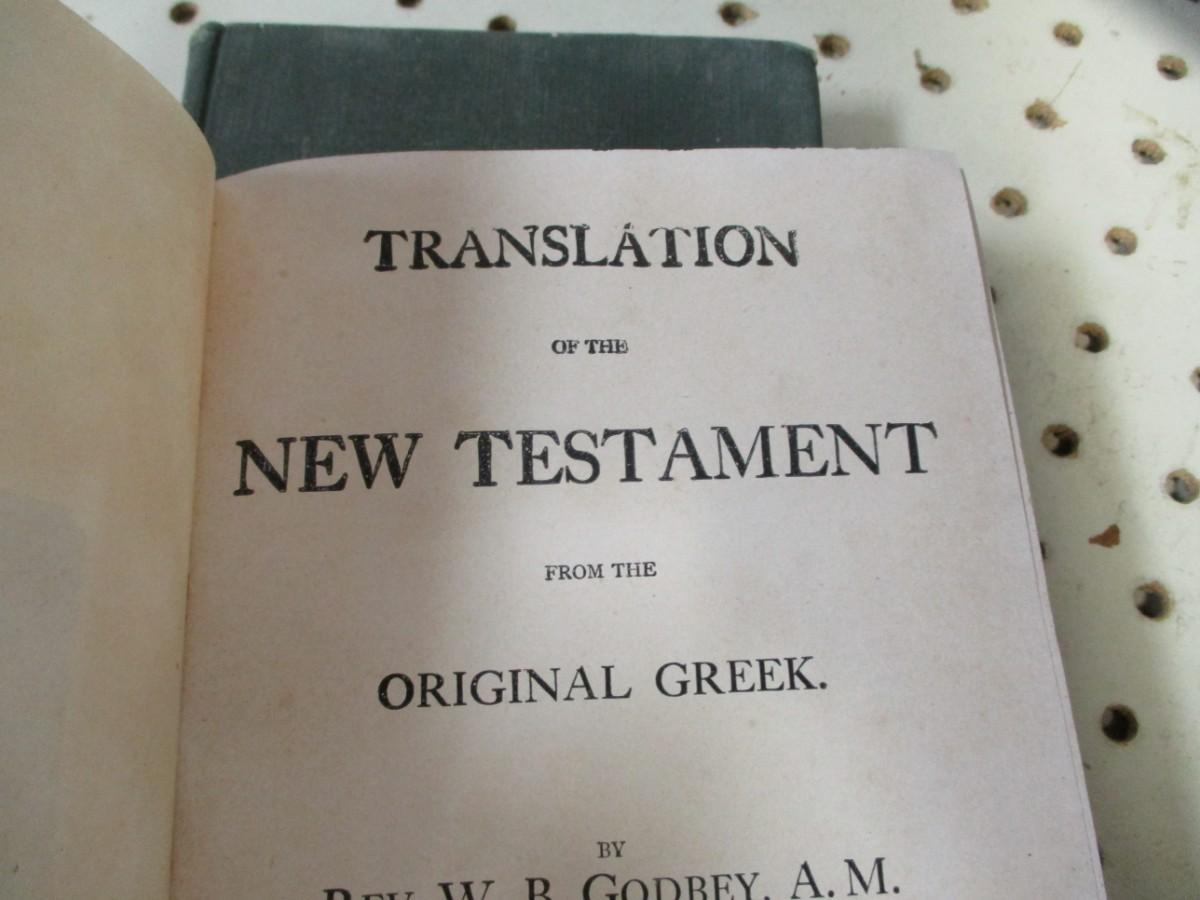 TRANSLATION
OF THE
NEW TESTAMENT
FROM THE
ORIGINAL GREEK.
BY
REV. W. B. GODBEY, A. M.